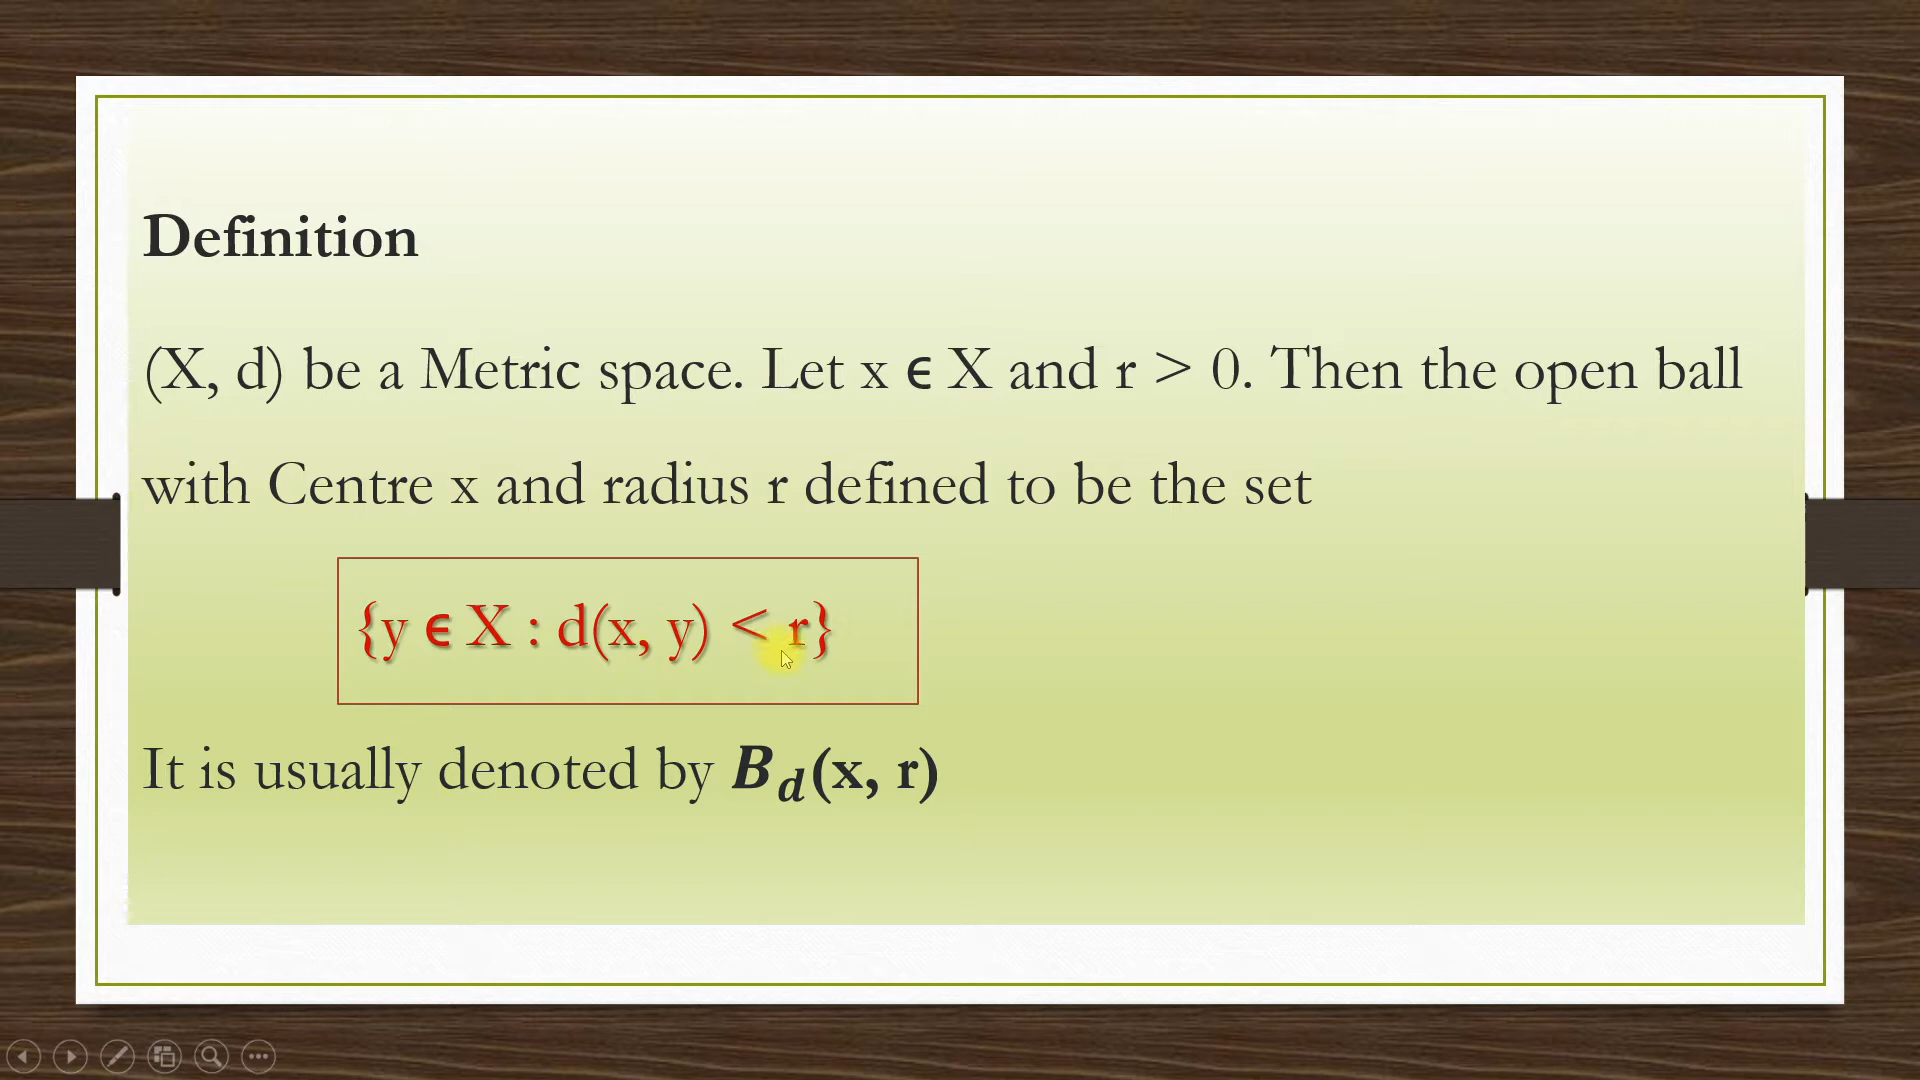 Definition
(X, d) be a Metric space. Let x ϵ X and r > 0. Then the open ball
with Centre x and radius r defined to be the set
{y ϵ X : d(x, y) < r}
It is usually denoted by B_d(x, r)